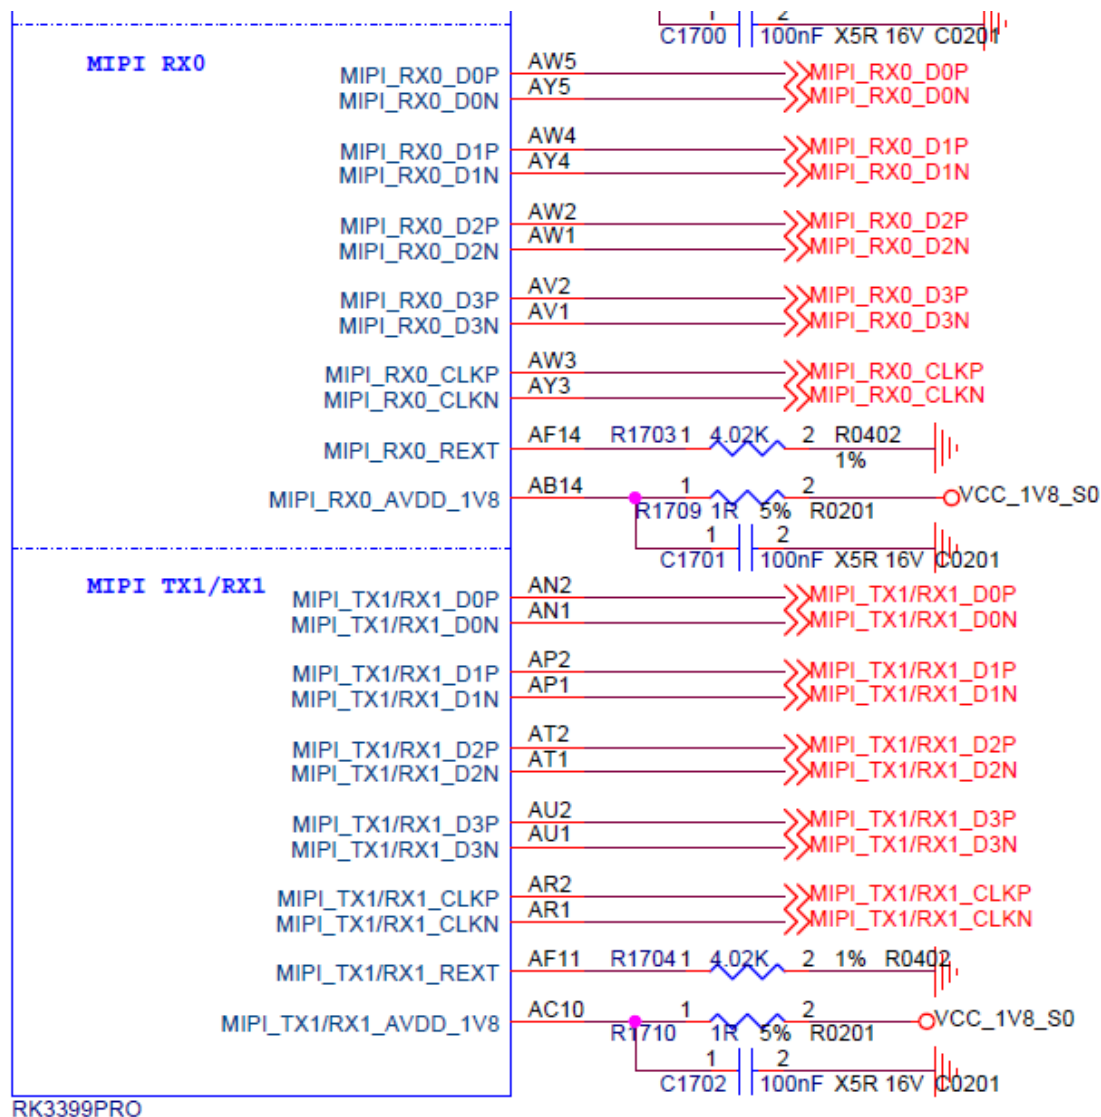 1 2
C1700 100nF X5R 16V C0201
MIPI RX0
MIPI_RX0_D0P AW5 MIPI_RX0_D0P
MIPI_RX0_D0N AY5 MIPI_RX0_D0N
MIPI_RX0_D1P AW4 MIPI_RX0_D1P
MIPI_RX0_D1N AY4 MIPI_RX0_D1N
MIPI_RX0_D2P AW2 MIPI_RX0_D2P
MIPI_RX0_D2N AW1 MIPI_RX0_D2N
MIPI_RX0_D3P AV2 MIPI_RX0_D3P
MIPI_RX0_D3N AV1 MIPI_RX0_D3N
MIPI_RX0_CLKP AW3 MIPI_RX0_CLKP
MIPI_RX0_CLKN AY3 MIPI_RX0_CLKN
MIPI_RX0_REXT AF14 R1703 1 4.02K 2 R0402
1%
MIPI_RX0_AVDD_1V8 AB14 1 2 VCC_1V8_S0
R1709 1R 5% R0201
1 2
C1701 100nF X5R 16V C0201
MIPI TX1/RX1
MIPI_TX1/RX1_D0P AN2 MIPI_TX1/RX1_D0P
MIPI_TX1/RX1_D0N AN1 MIPI_TX1/RX1_D0N
MIPI_TX1/RX1_D1P AP2 MIPI_TX1/RX1_D1P
MIPI_TX1/RX1_D1N AP1 MIPI_TX1/RX1_D1N
MIPI_TX1/RX1_D2P AT2 MIPI_TX1/RX1_D2P
MIPI_TX1/RX1_D2N AT1 MIPI_TX1/RX1_D2N
MIPI_TX1/RX1_D3P AU2 MIPI_TX1/RX1_D3P
MIPI_TX1/RX1_D3N AU1 MIPI_TX1/RX1_D3N
MIPI_TX1/RX1_CLKP AR2 MIPI_TX1/RX1_CLKP
MIPI_TX1/RX1_CLKN AR1 MIPI_TX1/RX1_CLKN
MIPI_TX1/RX1_REXT AF11 R1704 1 4.02K 2 1% R0402
MIPI_TX1/RX1_AVDD_1V8 AC10 1 2 VCC_1V8_S0
R1710 1R 5% R0201
1 2
C1702 100nF X5R 16V C0201
RK3399PRO